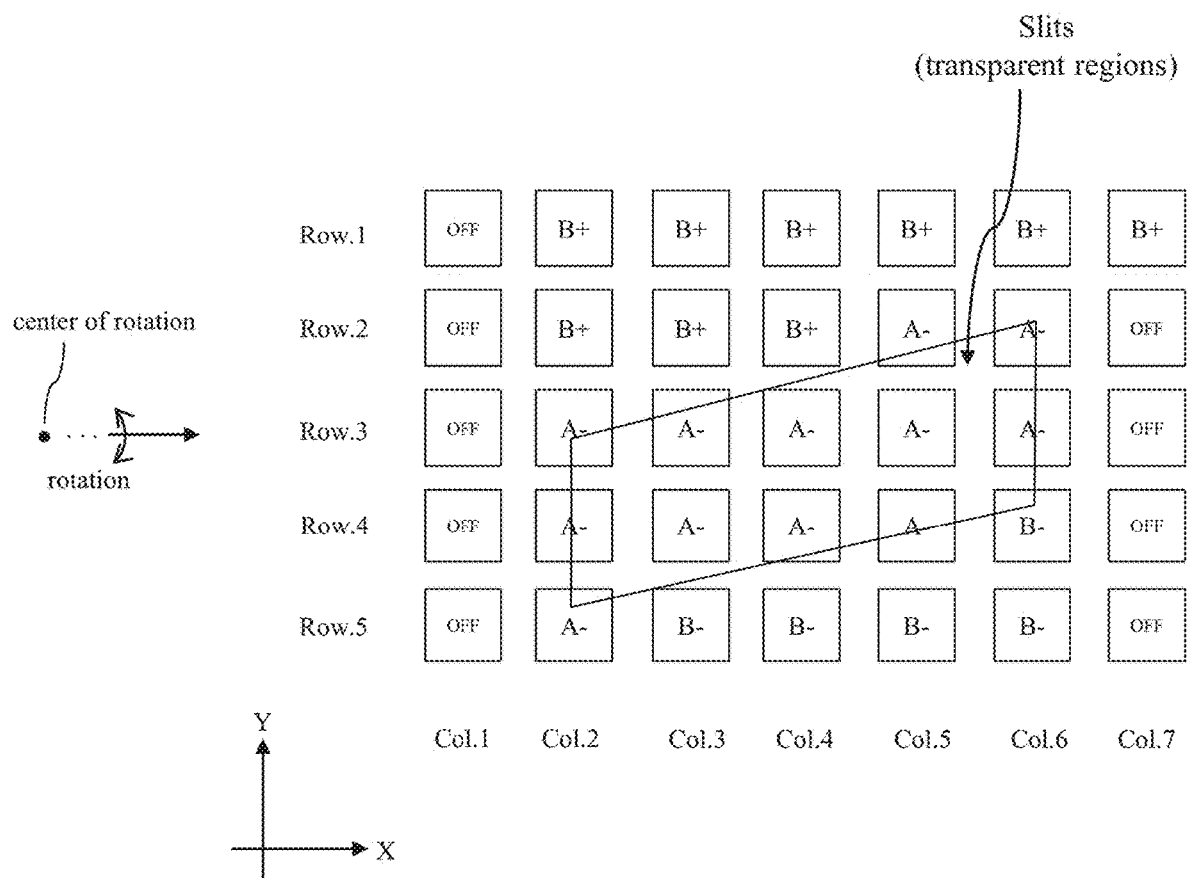 Slits
(transparent regions)
Row.1 OFF B+ B+ B+ B+ B+ B+
center of rotation
Row.2 OFF B+ B+ B+ A- A- OFF
rotation
Row.3 OFF A- A- A- A- A- OFF
Row.4 OFF A- A- A- A- B- OFF
Row.5 OFF A- B- B- B- B- OFF
Col.1 Col.2 Col.3 Col.4 Col.5 Col.6 Col.7
Y
X